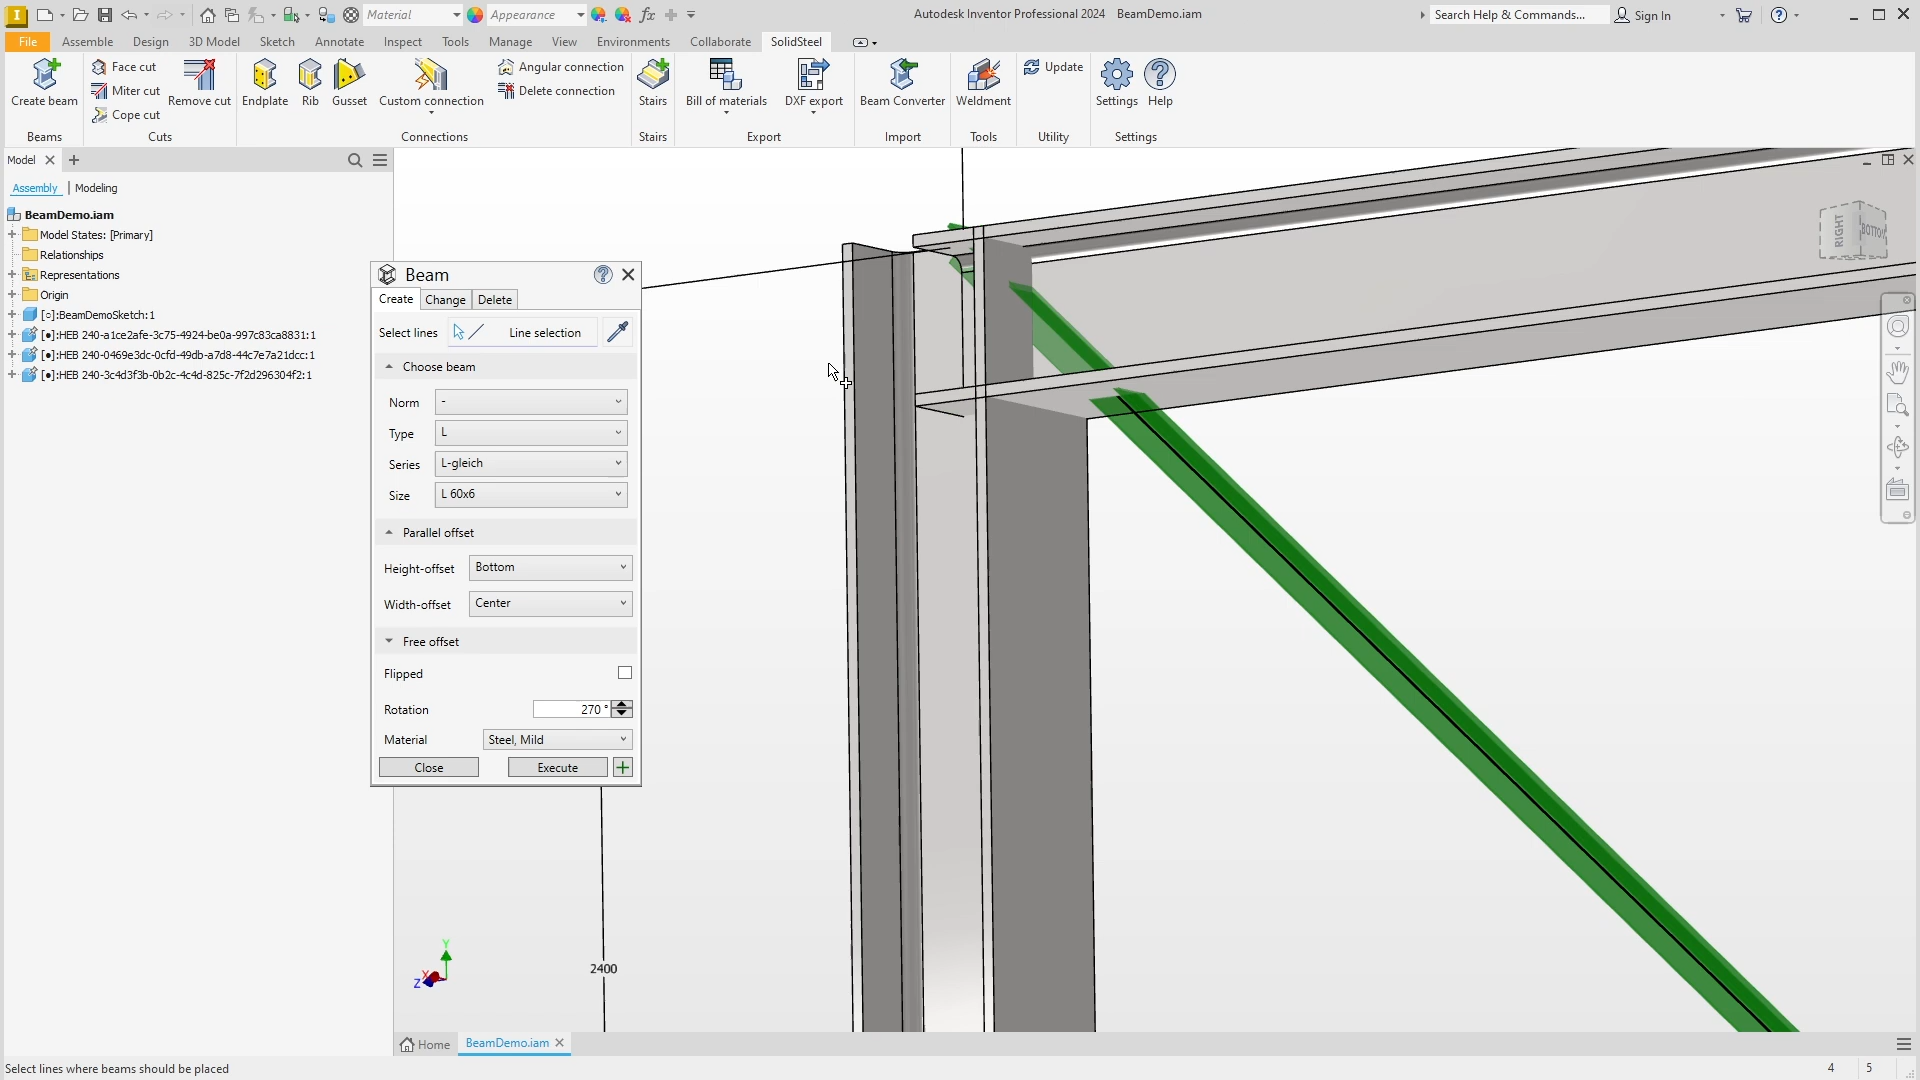 Material
Appearance
fx
Autodesk Inventor Professional 2024 BeamDemo.iam
Search Help & Commands...
Sign In
File
Assemble
Design
3D Model
Sketch
Annotate
Inspect
Tools
Manage
View
Environments
Collaborate
SolidSteel
Create beam
Face cut
Miter cut
Cope cut
Remove cut
Endplate
Rib
Gusset
Custom connection
Angular connection
Delete connection
Stairs
Bill of materials
DXF export
Beam Converter
Weldment
Update
Settings
Help
Beams
Cuts
Connections
Stairs
Export
Import
Tools
Utility
Settings
Model
Assembly | Modeling
BeamDemo.iam
Model States: [Primary]
Relationships
Representations
Origin
[○]:BeamDemoSketch:1
[●]:HEB 240-a1ce2afe-3c75-4924-be0a-997c83ca8831:1
[●]:HEB 240-0469e3dc-0cfd-49db-a7d8-44c7e7a21dcc:1
[●]:HEB 240-3c4d3f3b-0b2c-4c4d-825c-7f2d296304f2:1
Beam
Create
Change
Delete
Select lines
Line selection
Choose beam
Norm -
Type L
Series L-gleich
Size L 60x6
Parallel offset
Height-offset Bottom
Width-offset Center
Free offset
Flipped
Rotation 270 °
Material Steel, Mild
Close
Execute
RIGHT
BOTTOM
Y
X
Z
2400
Home
BeamDemo.iam
Select lines where beams should be placed
4 5